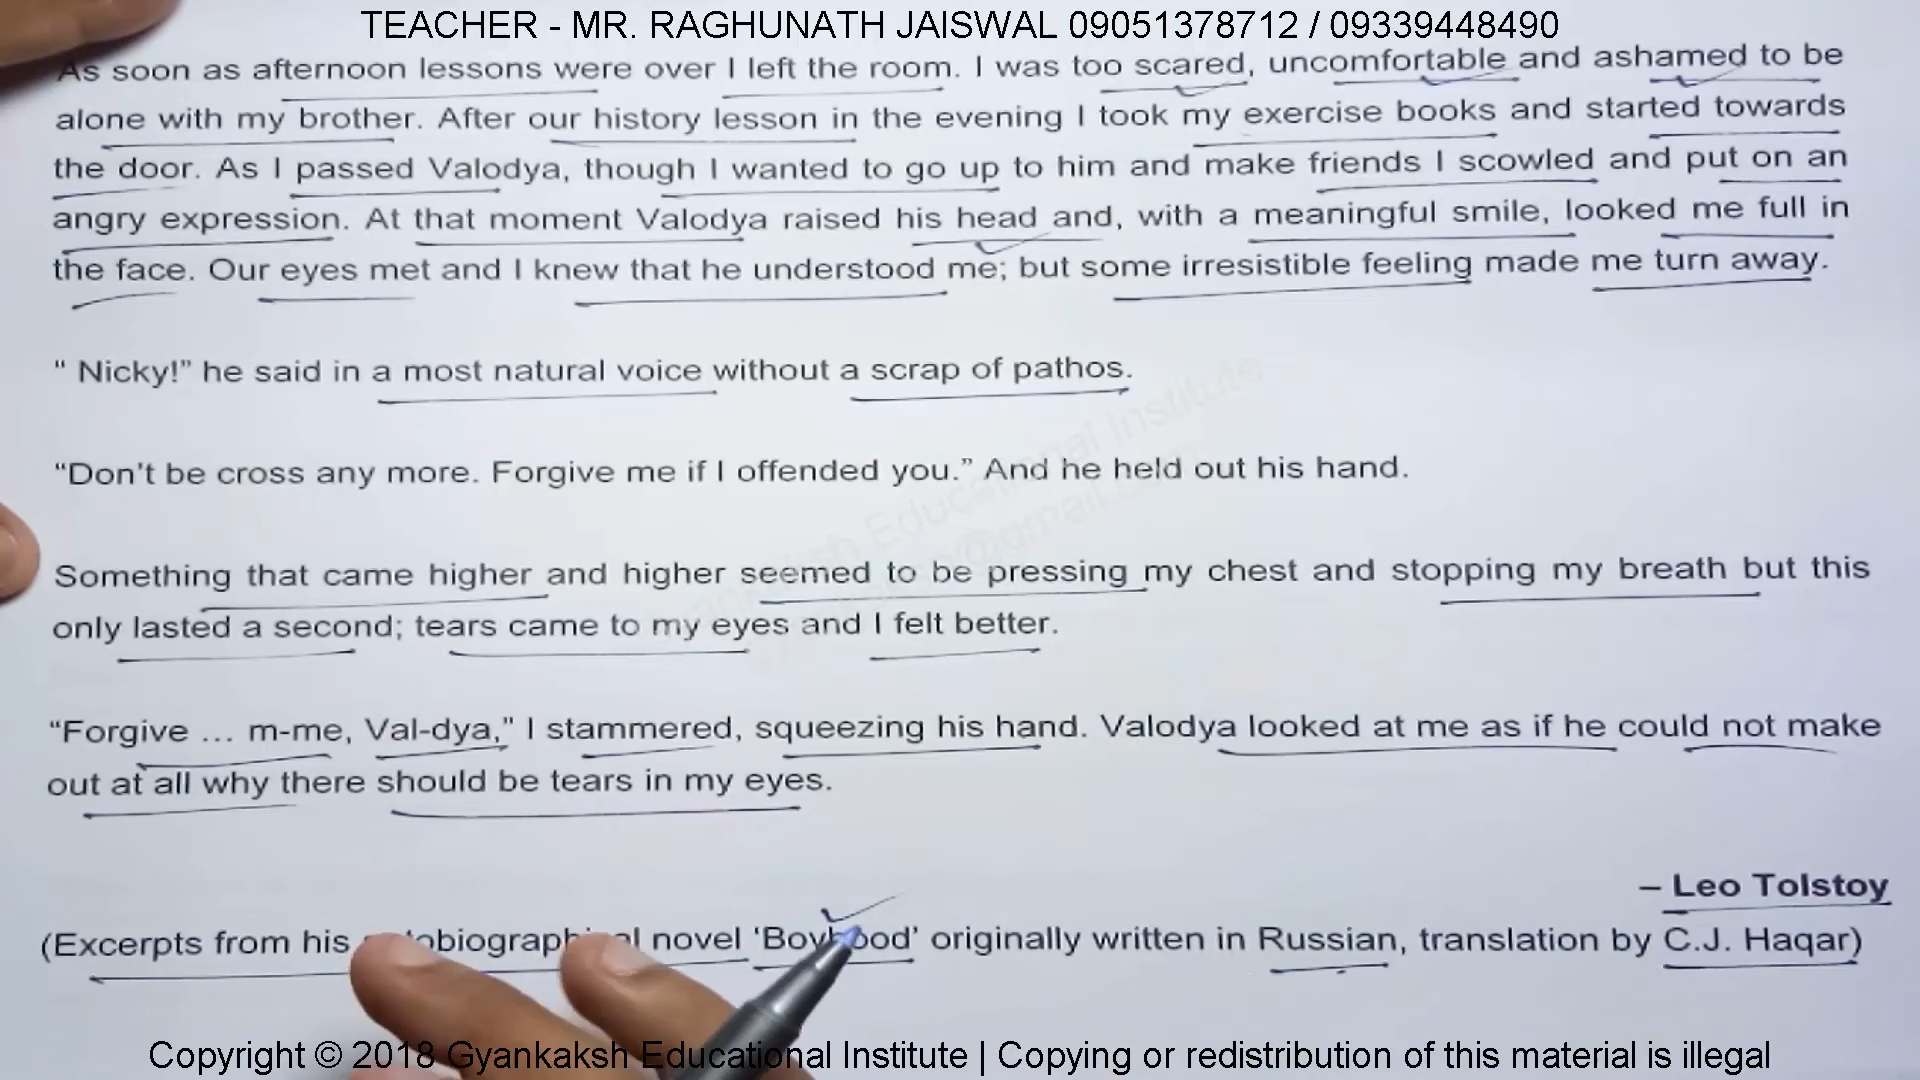 TEACHER - MR. RAGHUNATH JAISWAL 09051378712 / 09339448490
As soon as afternoon lessons were over I left the room. I was too scared, uncomfortable and ashamed to be
alone with my brother. After our history lesson in the evening I took my exercise books and started towards
the door. As I passed Valodya, though I wanted to go up to him and make friends I scowled and put on an
angry expression. At that moment Valodya raised his head and, with a meaningful smile, looked me full in
the face. Our eyes met and I knew that he understood me; but some irresistible feeling made me turn away.
“ Nicky!” he said in a most natural voice without a scrap of pathos.
“Don't be cross any more. Forgive me if I offended you.” And he held out his hand.
Something that came higher and higher seemed to be pressing my chest and stopping my breath but this
only lasted a second; tears came to my eyes and I felt better.
“Forgive ... m-me, Val-dya,” I stammered, squeezing his hand. Valodya looked at me as if he could not make
out at all why there should be tears in my eyes.
– Leo Tolstoy
(Excerpts from his autobiographical novel ‘Boyhood’ originally written in Russian, translation by C.J. Haqar)
Copyright © 2018 Gyankaksh Educational Institute | Copying or redistribution of this material is illegal